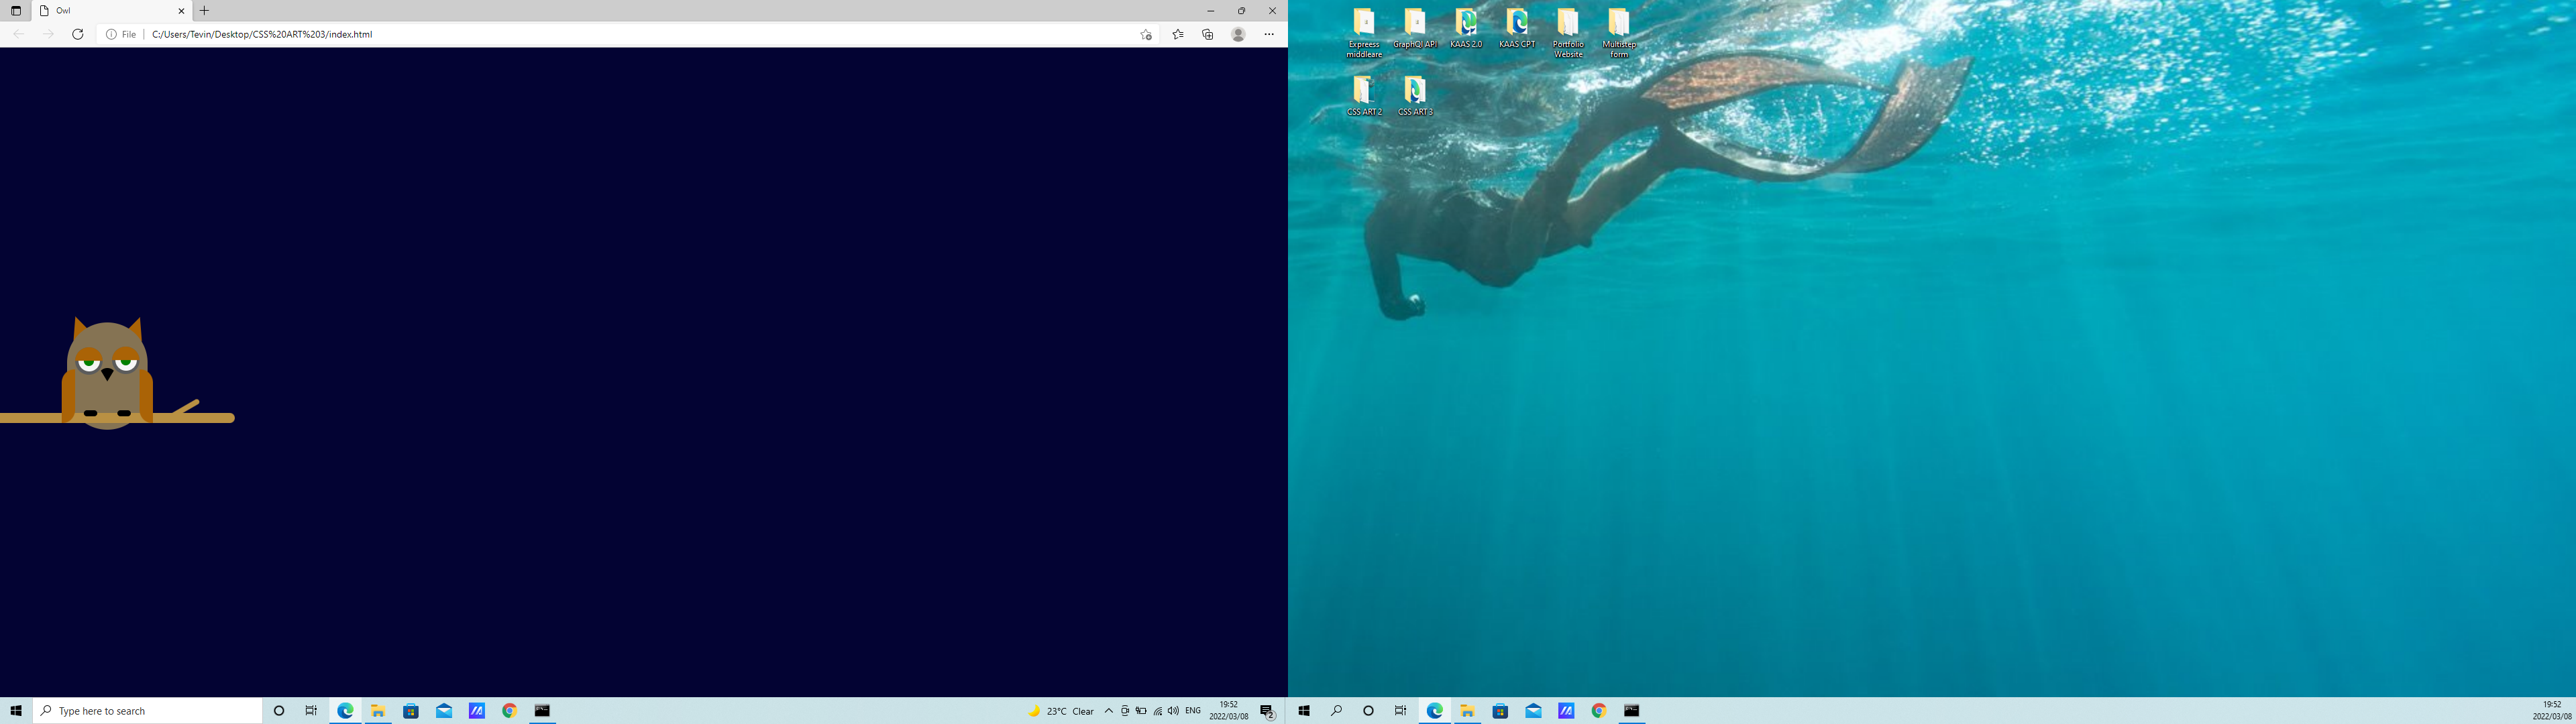 Owl
File
C:/Users/Tevin/Desktop/CSS%20ART%203/index.html
Expreess middleare
GraphQl API
KAAS 2.0
KAAS CPT
Portfolio Website
Multistep form
CSS ART 2
CSS ART 3
Type here to search
23°C Clear
ENG
19:52
2022/03/08
2
19:52
2022/03/08